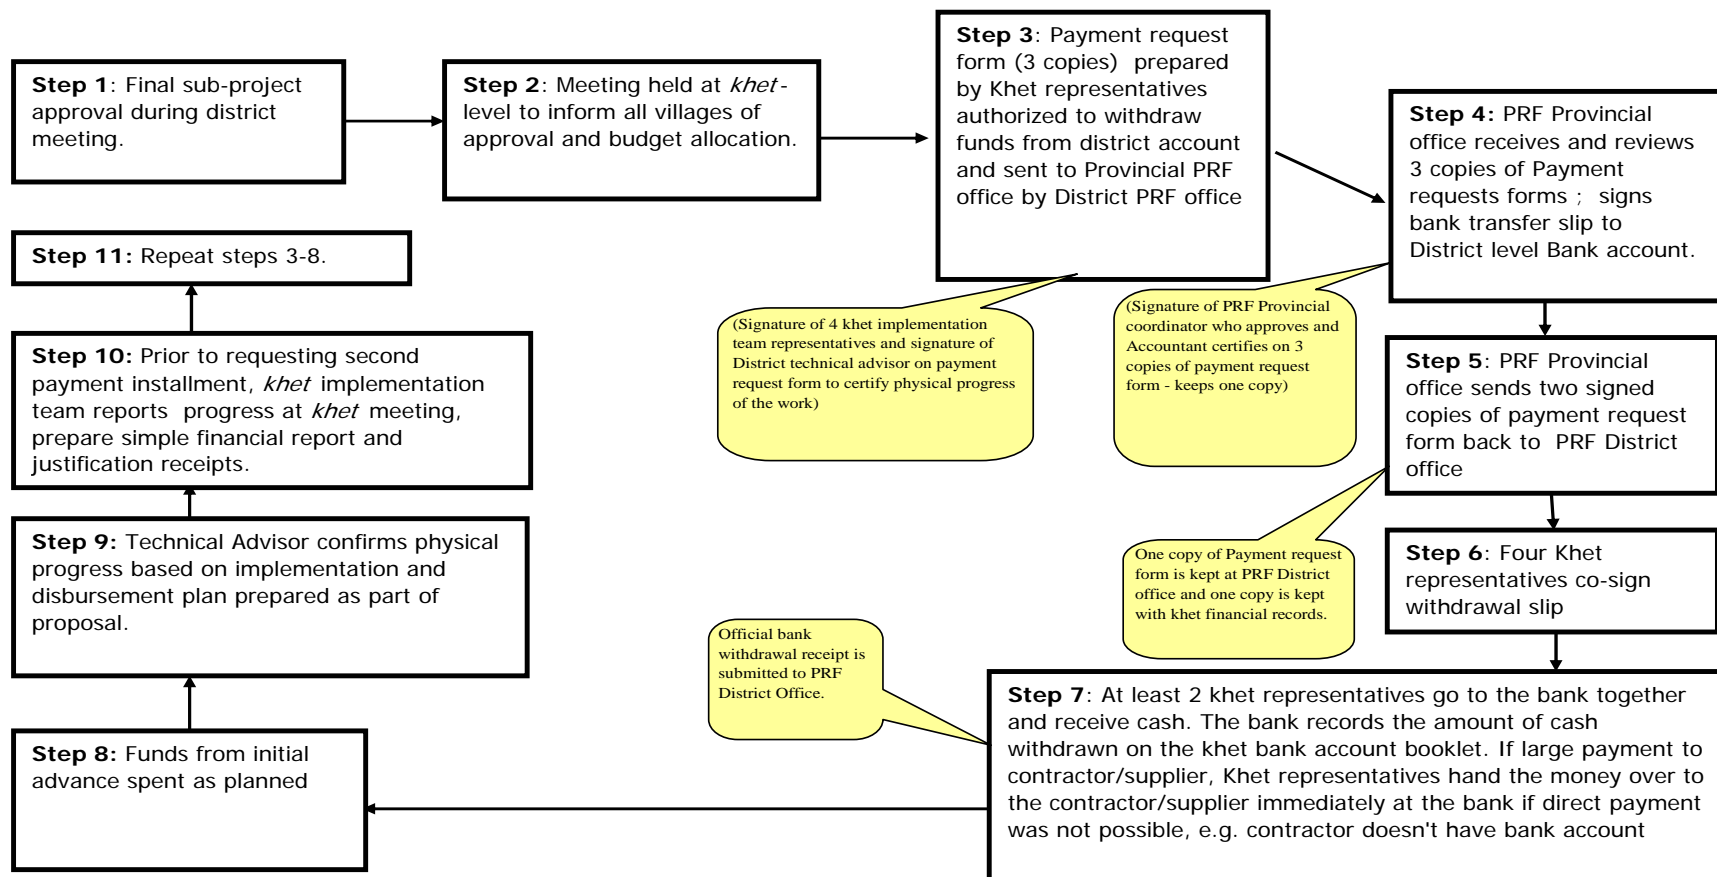 Step 1: Final sub-project
approval during district
meeting.
Step 2: Meeting held at khet-
level to inform all villages of
approval and budget allocation.
Step 3: Payment request
form (3 copies) prepared
by Khet representatives
authorized to withdraw
funds from district account
and sent to Provincial PRF
office by District PRF office
Step 4: PRF Provincial
office receives and reviews
3 copies of Payment
requests forms ; signs
bank transfer slip to
District level Bank account.
(Signature of 4 khet implementation
team representatives and signature of
District technical advisor on payment
request form to certify physical progress
of the work)
(Signature of PRF Provincial
coordinator who approves and
Accountant certifies on 3
copies of payment request
form - keeps one copy)
Step 5: PRF Provincial
office sends two signed
copies of payment request
form back to PRF District
office
One copy of Payment request
form is kept at PRF District
office and one copy is kept
with khet financial records.
Step 6: Four Khet
representatives co-sign
withdrawal slip
Step 7: At least 2 khet representatives go to the bank together
and receive cash. The bank records the amount of cash
withdrawn on the khet bank account booklet. If large payment to
contractor/supplier, Khet representatives hand the money over to
the contractor/supplier immediately at the bank if direct payment
was not possible, e.g. contractor doesn't have bank account
Official bank
withdrawal receipt is
submitted to PRF
District Office.
Step 8: Funds from initial
advance spent as planned
Step 9: Technical Advisor confirms physical
progress based on implementation and
disbursement plan prepared as part of
proposal.
Step 10: Prior to requesting second
payment installment, khet implementation
team reports progress at khet meeting,
prepare simple financial report and
justification receipts.
Step 11: Repeat steps 3-8.